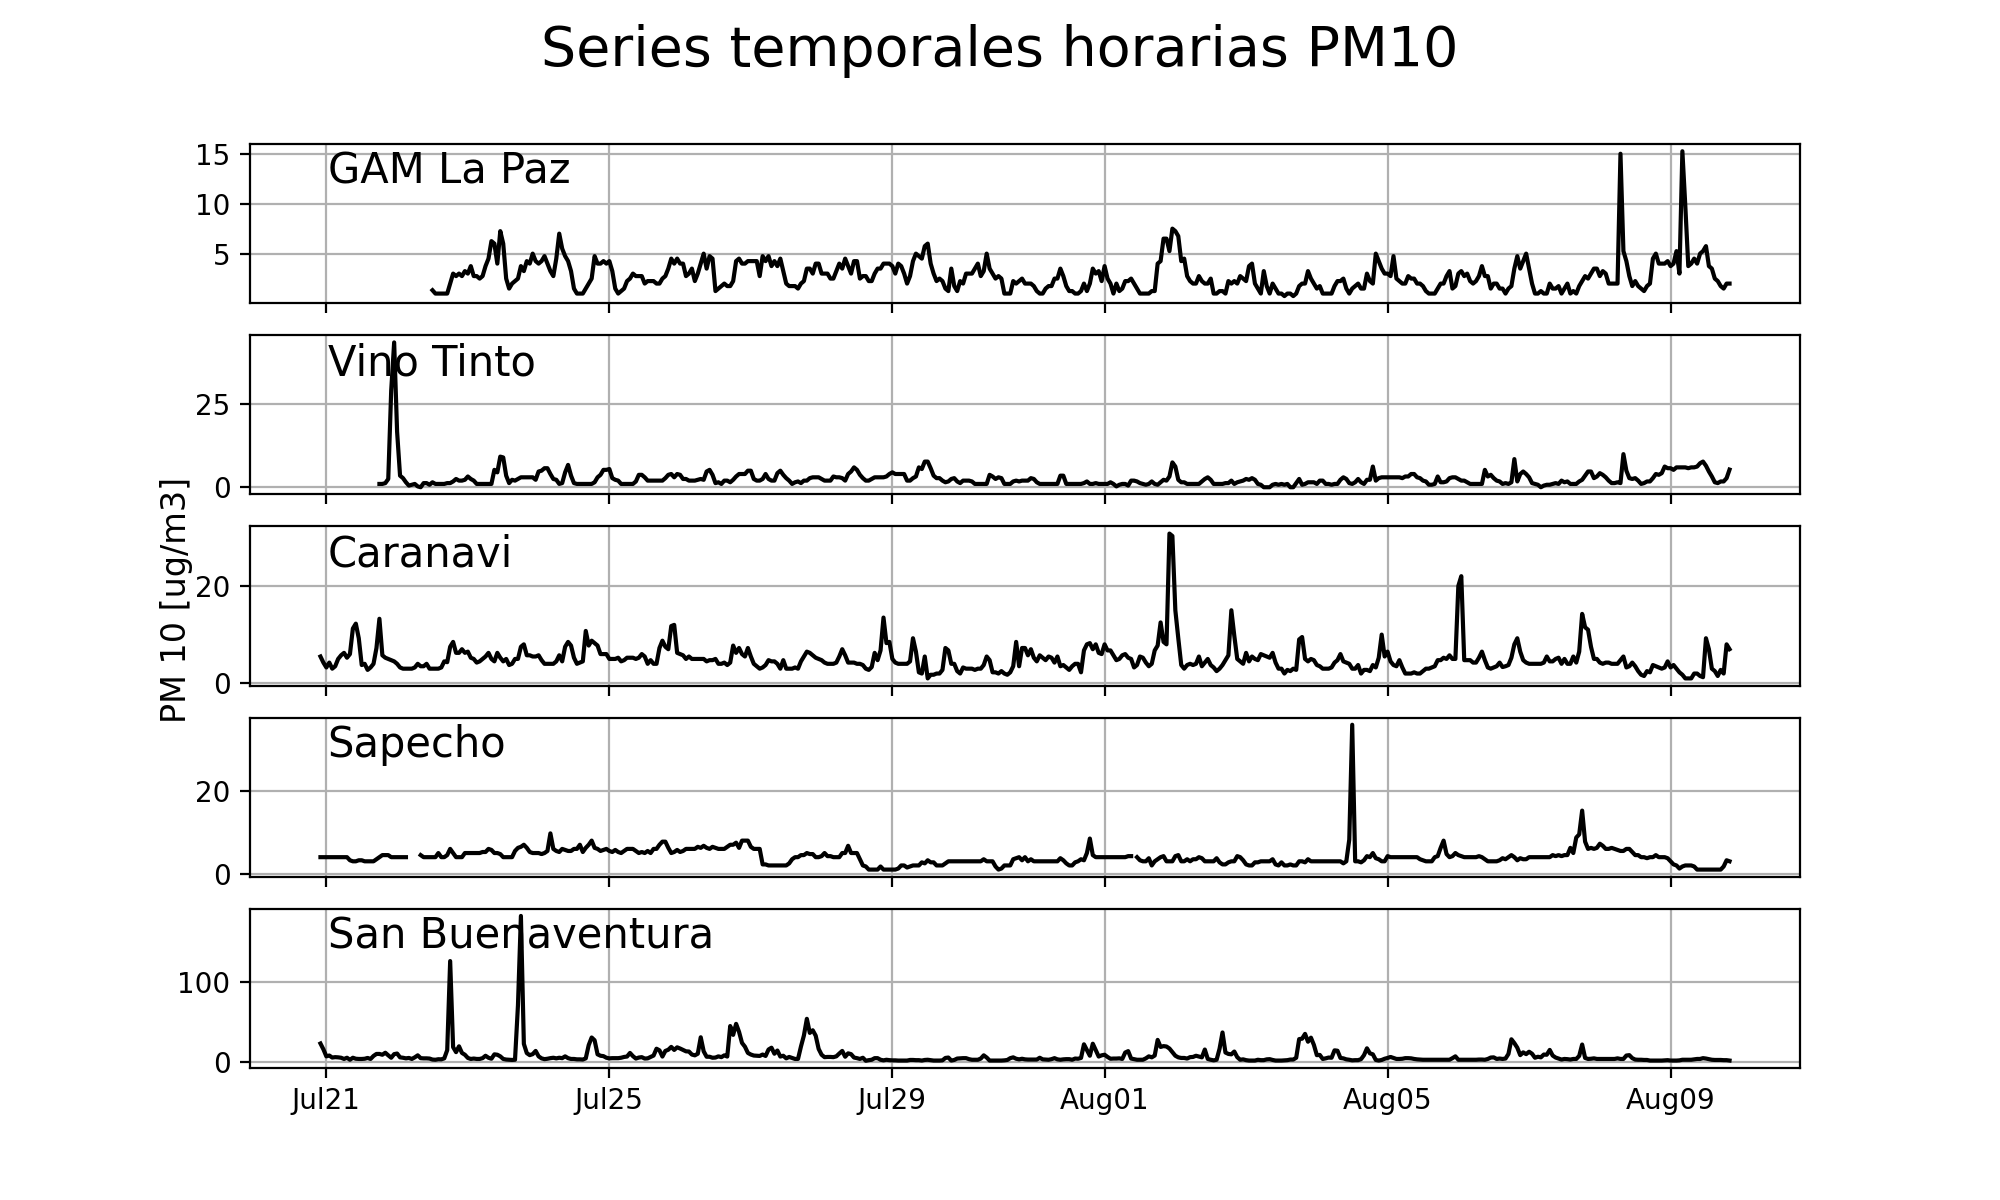 Series temporales horarias PM10
15
GAM La Paz
10
5
Vino Tinto
25
0
PM 10 [ug/m3]
Caranavi
20
0
Sapecho
20
0
San Buenaventura
100
0
Jul21 Jul25 Jul29 Aug01 Aug05 Aug09